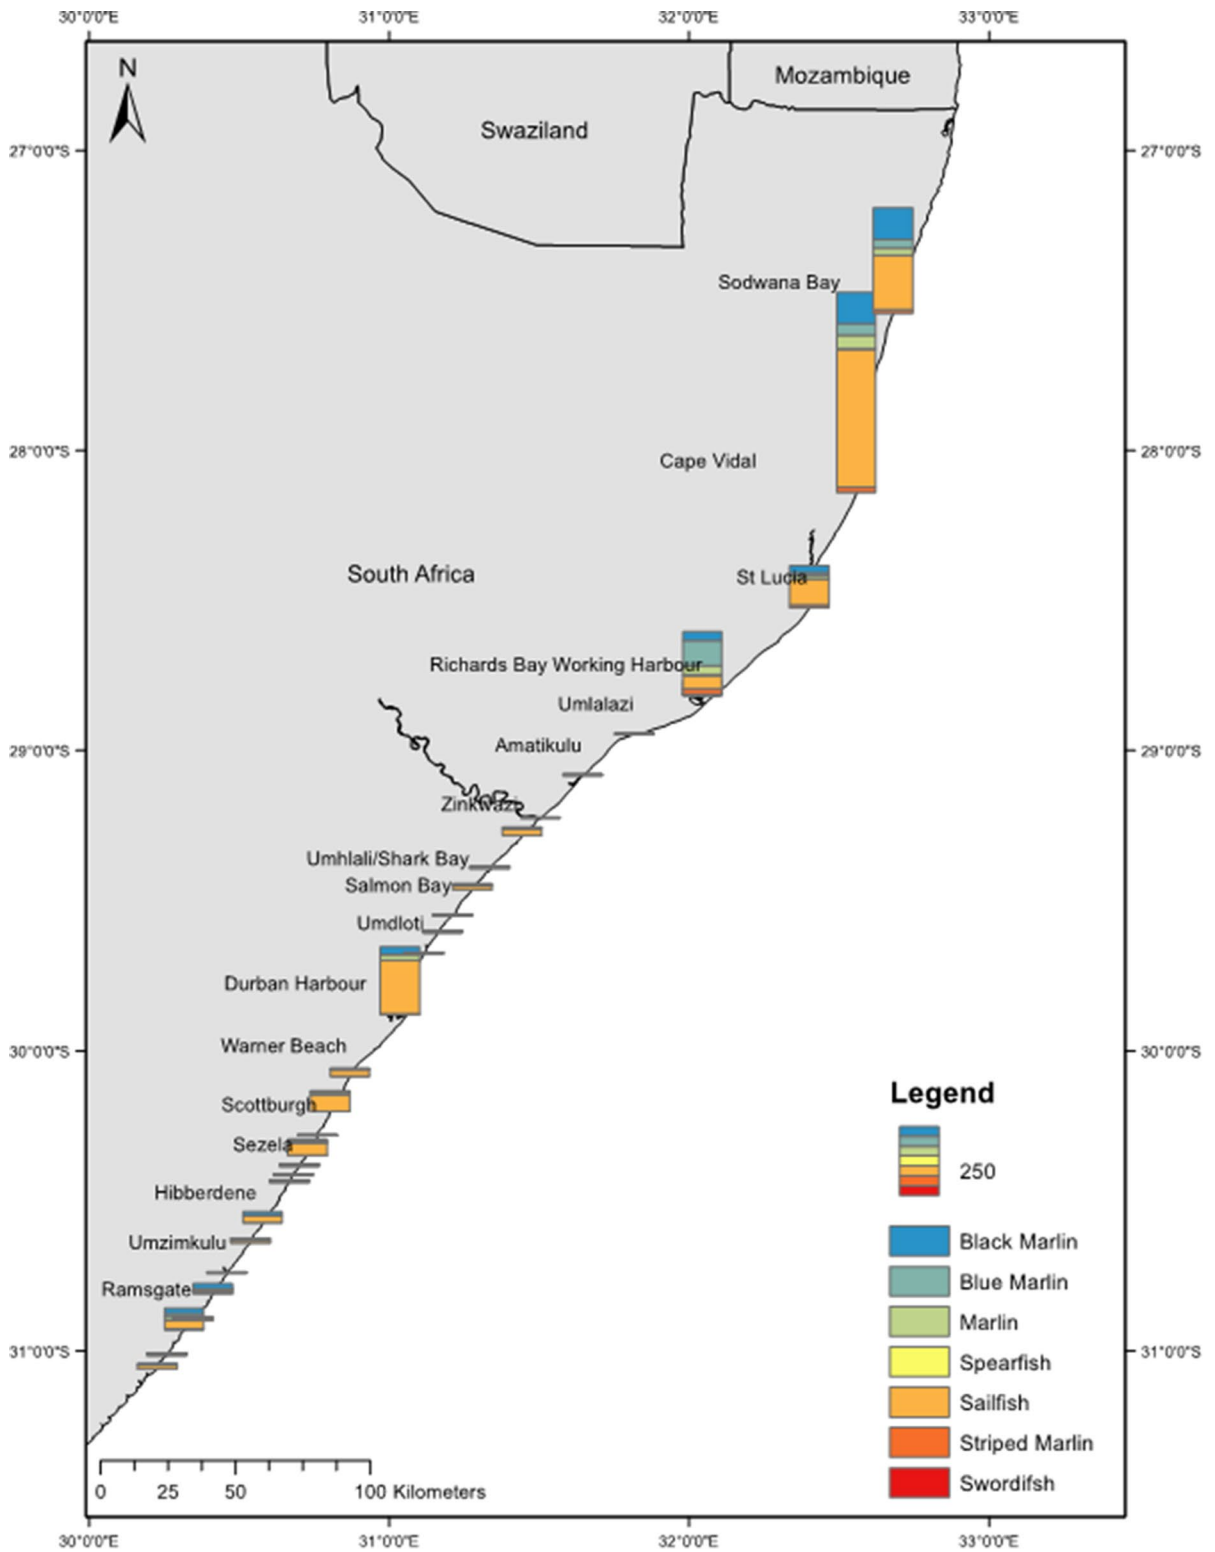 30°0'0"E 31°0'0"E 32°0'0"E 33°0'0"E
N
Mozambique
Swaziland
27°0'0"S 27°0'0"S
Sodwana Bay
28°0'0"S 28°0'0"S
Cape Vidal
South Africa
St Lucia
Richards Bay Working Harbour
Umlalazi
29°0'0"S 29°0'0"S
Amatikulu
Zinkwazi
Umhlali/Shark Bay
Salmon Bay
Umdloti
Durban Harbour
Warner Beach
30°0'0"S 30°0'0"S
Scottburgh
Sezela
Hibberdene
Umzimkulu
Ramsgate
31°0'0"S 31°0'0"S
Legend
250
Black Marlin
Blue Marlin
Marlin
Spearfish
Sailfish
Striped Marlin
Swordifsh
0 25 50 100 Kilometers
30°0'0"E 31°0'0"E 32°0'0"E 33°0'0"E